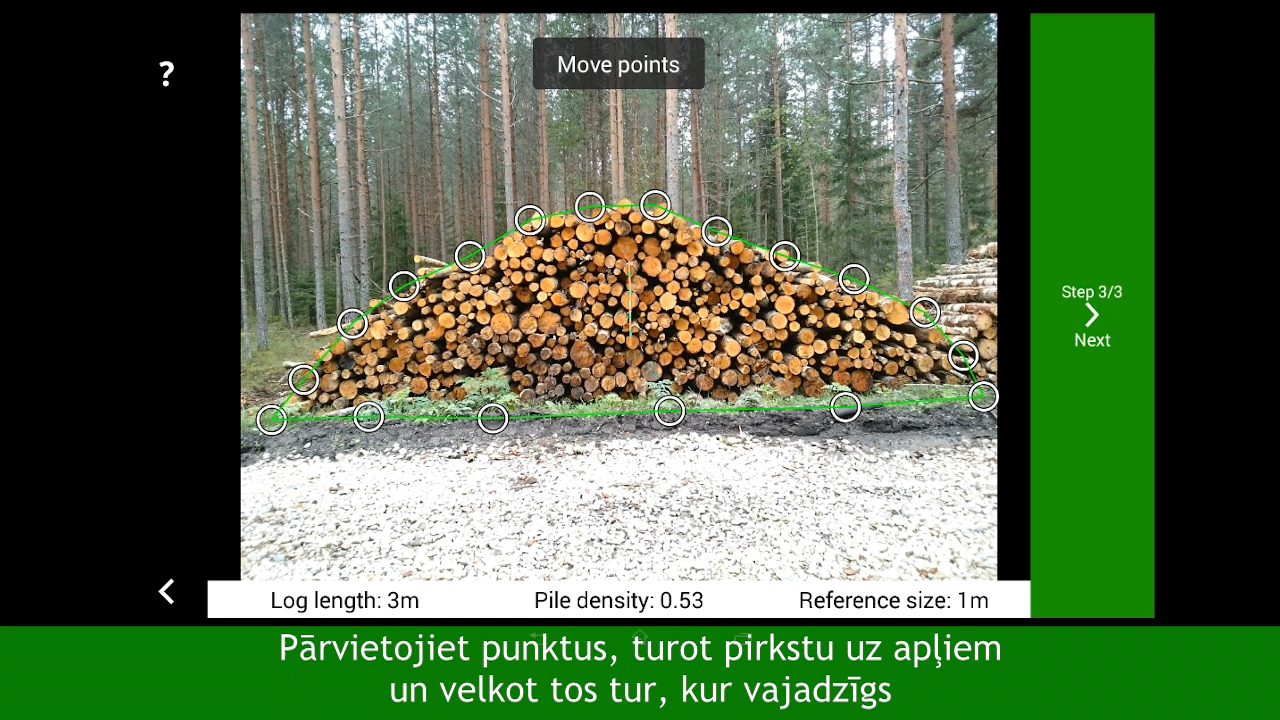 ?
Move points
Step 3/3
Next
Log length: 3m
Pile density: 0.53
Reference size: 1m
Pārvietojiet punktus, turot pirkstu uz apļiem
un velkot tos tur, kur vajadzīgs